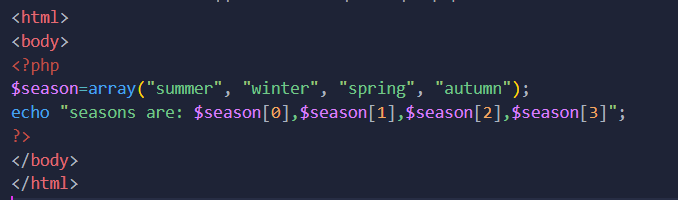 <html>
<body>
<?php
$season=array("summer", "winter", "spring", "autumn");
echo "seasons are: $season[0],$season[1],$season[2],$season[3]";
?>
</body>
</html>